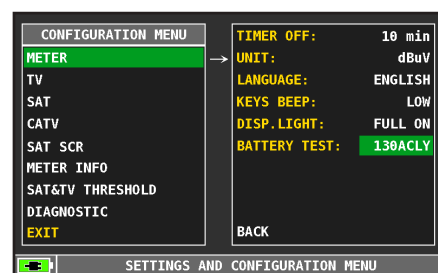 CONFIGURATION MENU
METER
TV
SAT
CATV
SAT SCR
METER INFO
SAT&TV THRESHOLD
DIAGNOSTIC
EXIT
TIMER OFF: 10 min
UNIT: dBuV
LANGUAGE: ENGLISH
KEYS BEEP: LOW
DISP.LIGHT: FULL ON
BATTERY TEST: 130ACLY
BACK
SETTINGS AND CONFIGURATION MENU